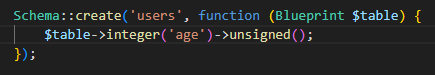 Schema::create('users', function (Blueprint $table) {
    $table->integer('age')->unsigned();
});